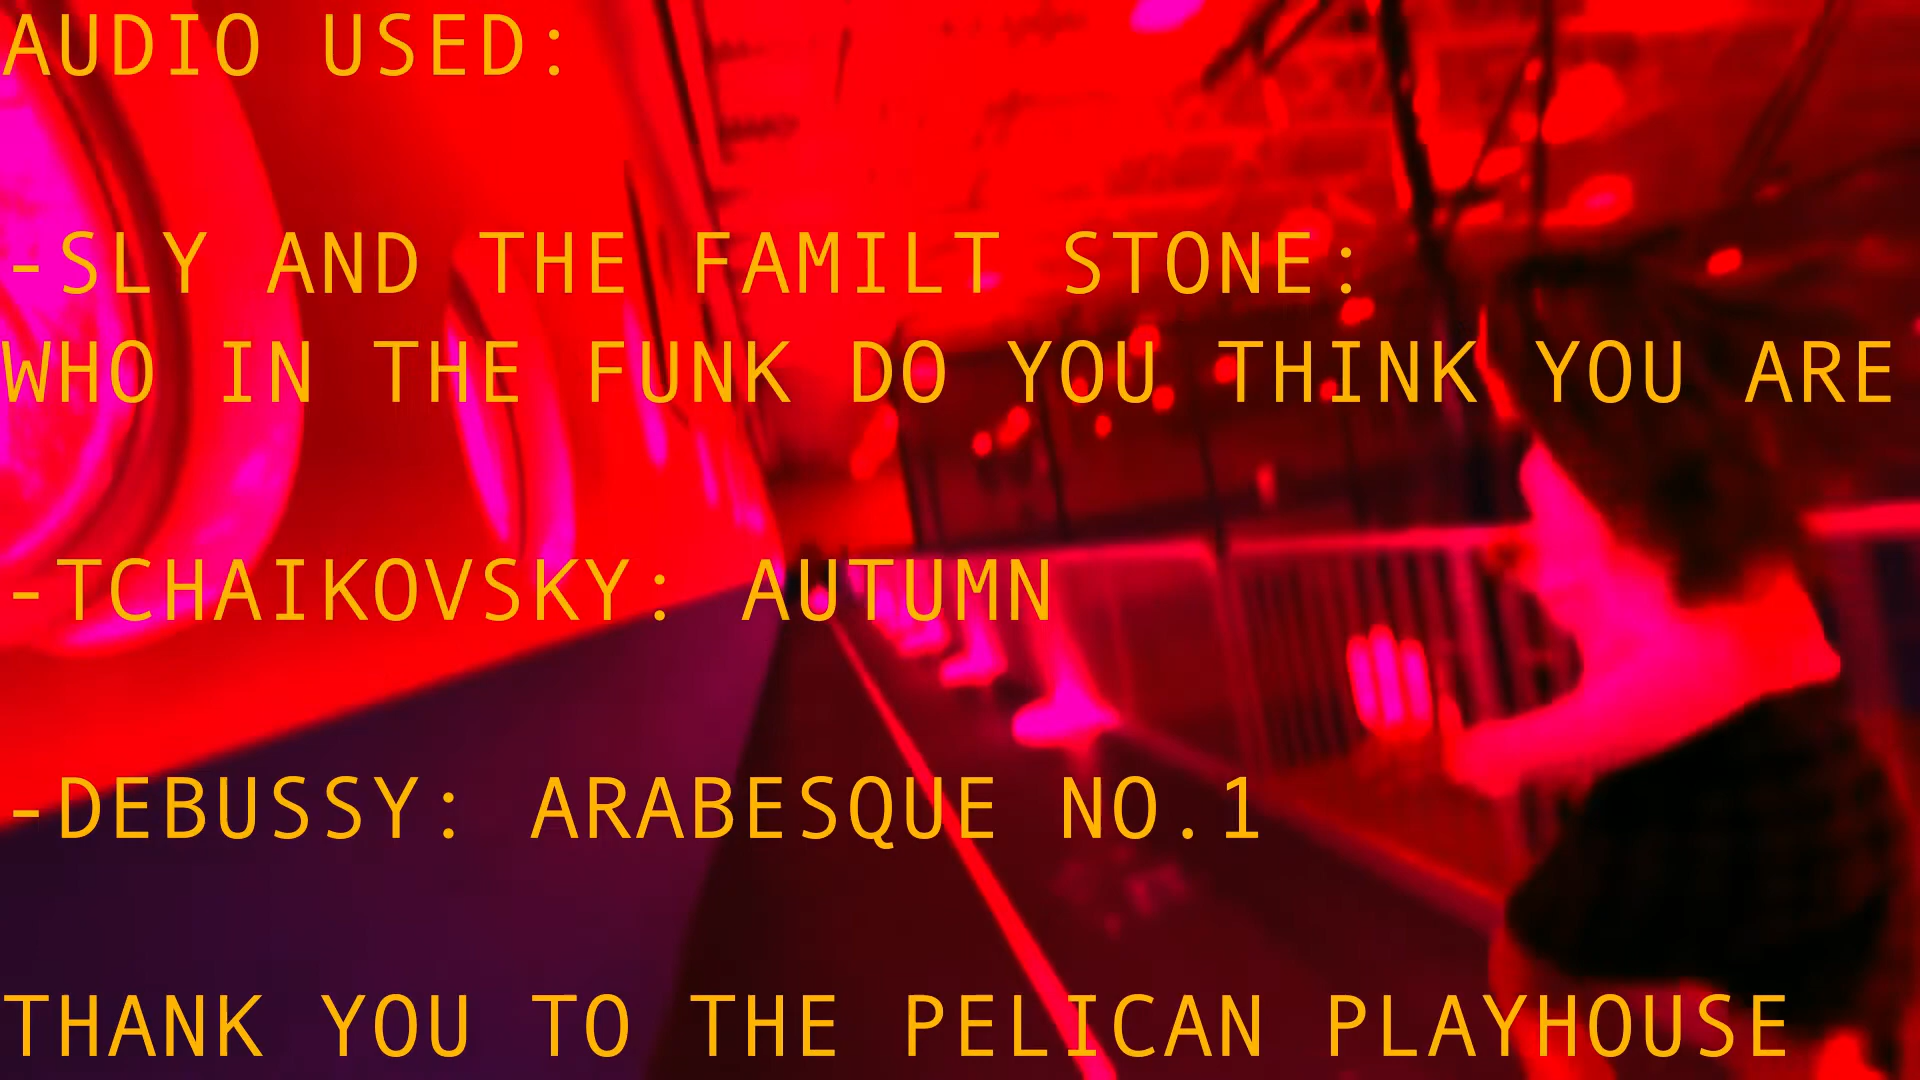 AUDIO USED:
-SLY AND THE FAMILT STONE:
WHO IN THE FUNK DO YOU THINK YOU ARE
-TCHAIKOVSKY: AUTUMN
-DEBUSSY: ARABESQUE NO.1
THANK YOU TO THE PELICAN PLAYHOUSE